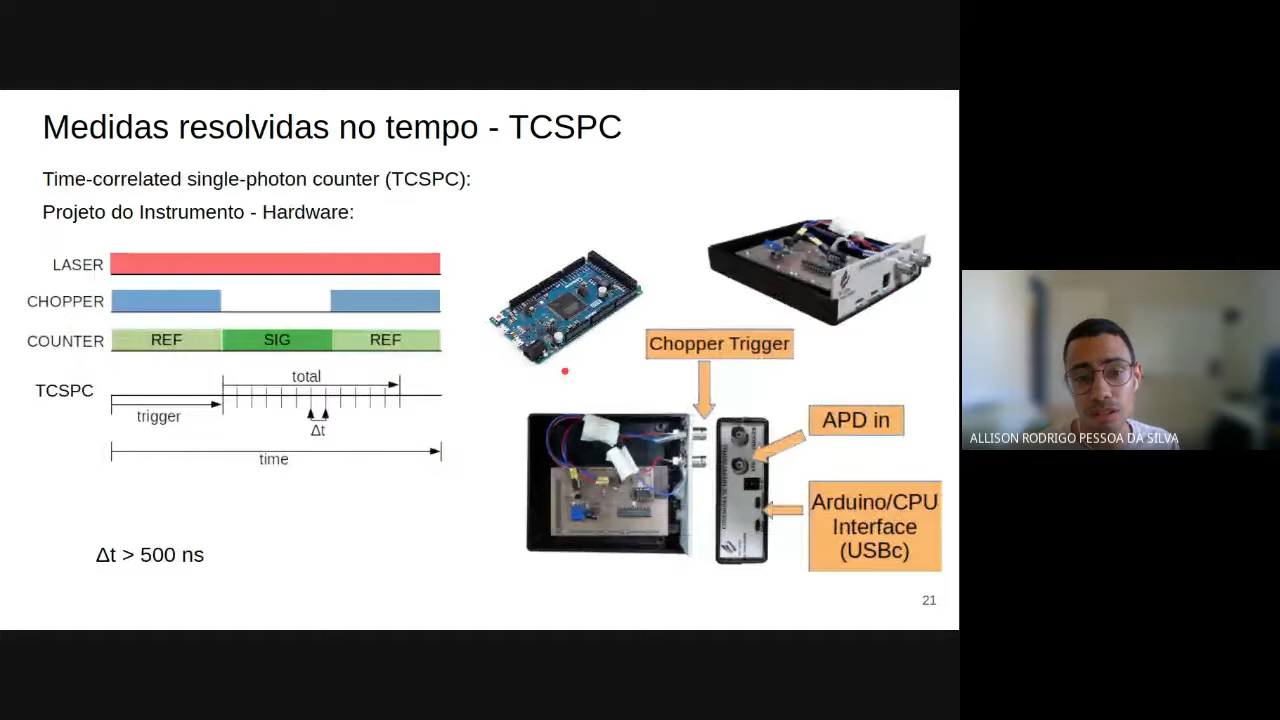 Medidas resolvidas no tempo - TCSPC
Time-correlated single-photon counter (TCSPC):
Projeto do Instrumento - Hardware:
LASER
CHOPPER
COUNTER
REF
SIG
REF
TCSPC
total
trigger
Δt
time
Δt > 500 ns
Chopper Trigger
APD in
Arduino/CPU
Interface
(USBc)
21
ALLISON RODRIGO PESSOA DA SILVA